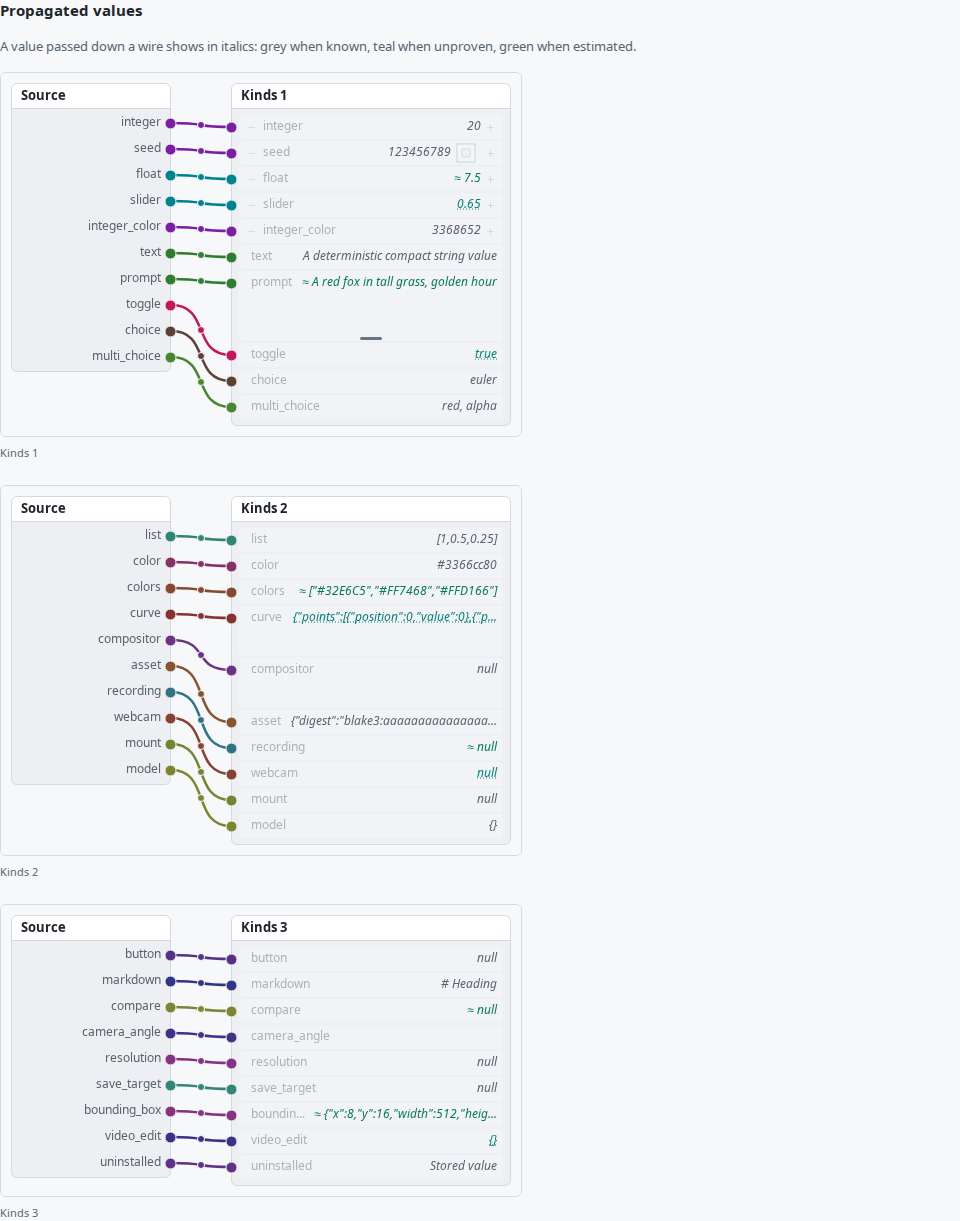 Propagated values
A value passed down a wire shows in italics: grey when known, teal when unproven, green when estimated.
Source
Kinds 1
integer
– integer 20 +
seed
– seed 123456789 +
float
– float ≈ 7.5 +
slider
– slider 0.65 +
integer_color
– integer_color 3368652 +
text
text A deterministic compact string value
prompt
prompt ≈ A red fox in tall grass, golden hour
toggle
choice
multi_choice
toggle true
choice euler
multi_choice red, alpha
Kinds 1
Source
Kinds 2
list
list [1,0.5,0.25]
color
color #3366cc80
colors
colors ≈ ["#32E6C5","#FF7468","#FFD166"]
curve
curve {"points":[{"position":0,"value":0},{"p...
compositor
compositor null
asset
recording
webcam
mount
model
asset {"digest":"blake3:aaaaaaaaaaaaaaa...
recording ≈ null
webcam null
mount null
model {}
Kinds 2
Source
Kinds 3
button
button null
markdown
markdown # Heading
compare
compare ≈ null
camera_angle
camera_angle
resolution
resolution null
save_target
save_target null
bounding_box
boundin... ≈ {"x":8,"y":16,"width":512,"heig...
video_edit
video_edit {}
uninstalled
uninstalled Stored value
Kinds 3